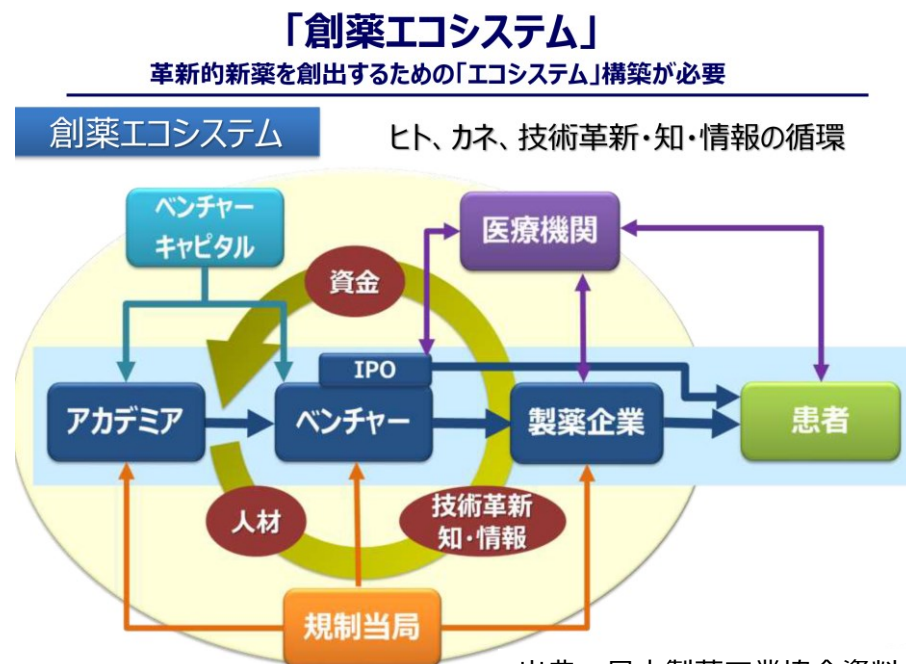 「創薬エコシステム」
革新的新薬を創出するための「エコシステム」構築が必要
創薬エコシステム
ヒト、カネ、技術革新・知・情報の循環
ベンチャー
キャピタル
医療機関
資金
IPO
アカデミア
ベンチャー
製薬企業
患者
人材
技術革新
知・情報
規制当局